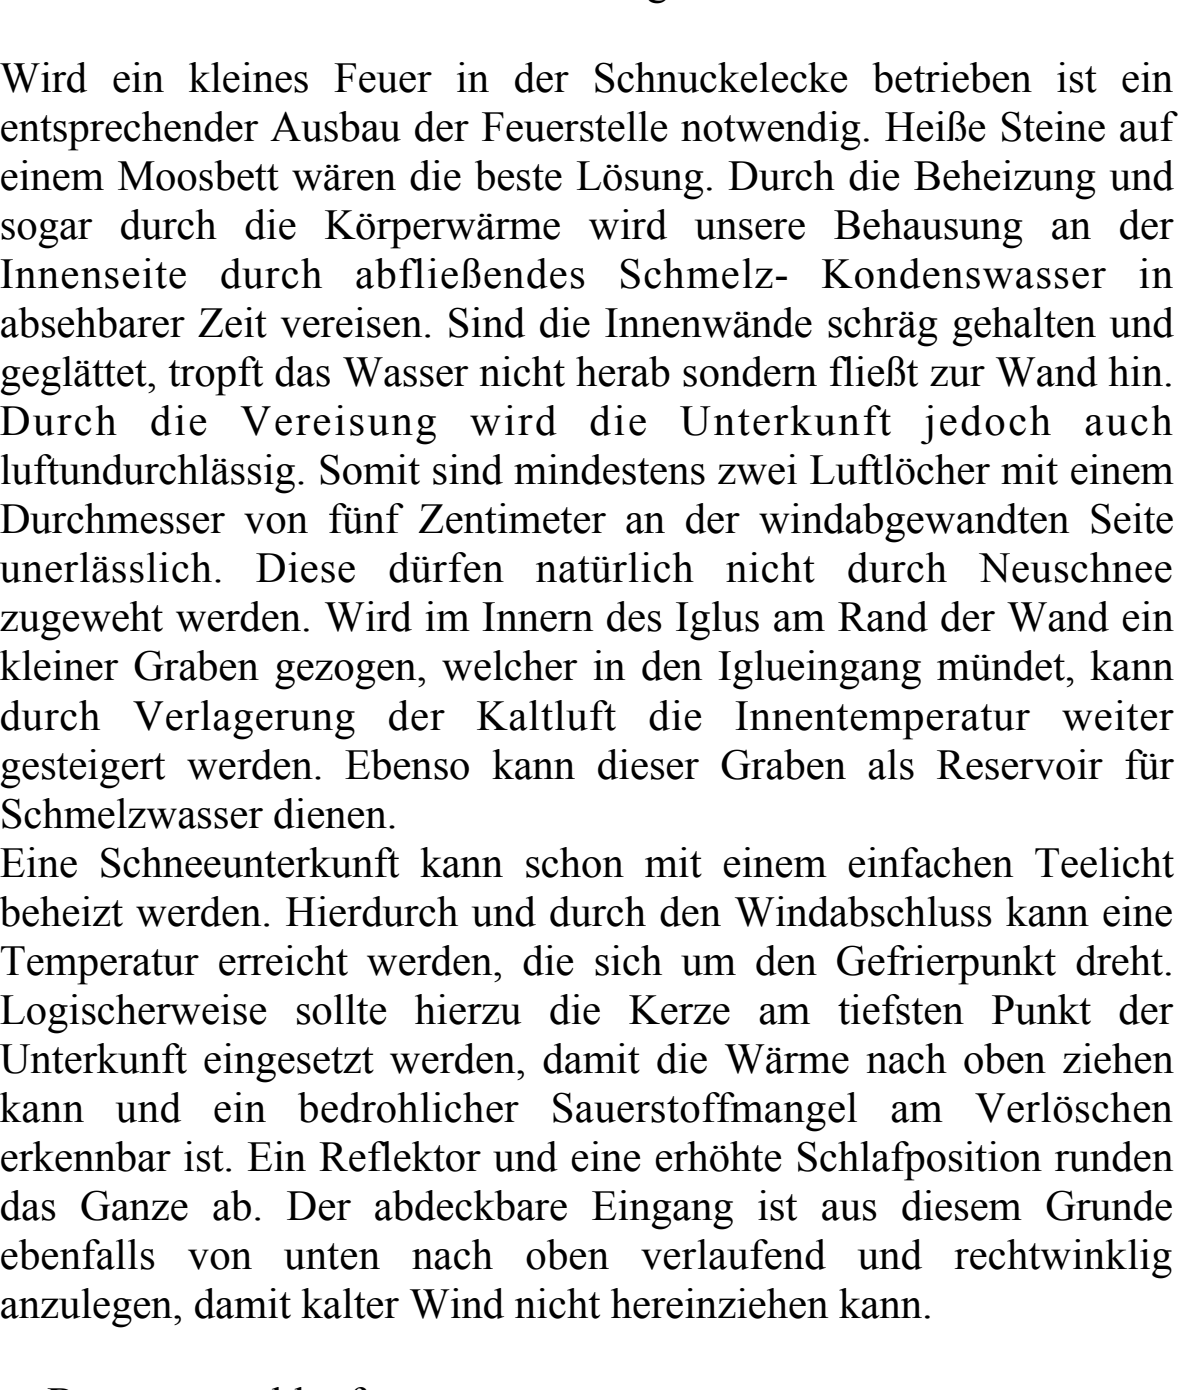 Wird ein kleines Feuer in der Schnuckelecke betrieben ist ein
entsprechender Ausbau der Feuerstelle notwendig. Heiße Steine auf
einem Moosbett wären die beste Lösung. Durch die Beheizung und
sogar durch die Körperwärme wird unsere Behausung an der
Innenseite durch abfließendes Schmelz- Kondenswasser in
absehbarer Zeit vereisen. Sind die Innenwände schräg gehalten und
geglättet, tropft das Wasser nicht herab sondern fließt zur Wand hin.
Durch die Vereisung wird die Unterkunft jedoch auch
luftundurchlässig. Somit sind mindestens zwei Luftlöcher mit einem
Durchmesser von fünf Zentimeter an der windabgewandten Seite
unerlässlich. Diese dürfen natürlich nicht durch Neuschnee
zugeweht werden. Wird im Innern des Iglus am Rand der Wand ein
kleiner Graben gezogen, welcher in den Iglueingang mündet, kann
durch Verlagerung der Kaltluft die Innentemperatur weiter
gesteigert werden. Ebenso kann dieser Graben als Reservoir für
Schmelzwasser dienen.
Eine Schneeunterkunft kann schon mit einem einfachen Teelicht
beheizt werden. Hierdurch und durch den Windabschluss kann eine
Temperatur erreicht werden, die sich um den Gefrierpunkt dreht.
Logischerweise sollte hierzu die Kerze am tiefsten Punkt der
Unterkunft eingesetzt werden, damit die Wärme nach oben ziehen
kann und ein bedrohlicher Sauerstoffmangel am Verlöschen
erkennbar ist. Ein Reflektor und eine erhöhte Schlafposition runden
das Ganze ab. Der abdeckbare Eingang ist aus diesem Grunde
ebenfalls von unten nach oben verlaufend und rechtwinklig
anzulegen, damit kalter Wind nicht hereinziehen kann.